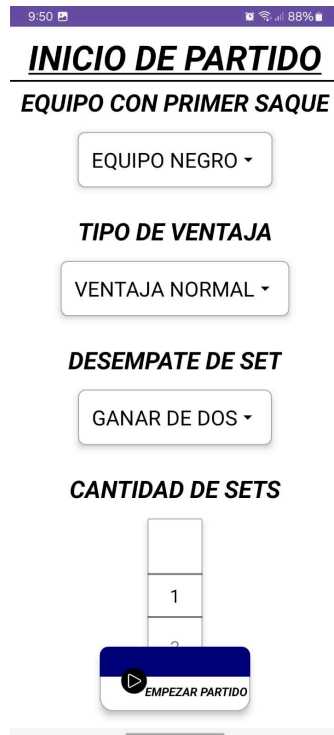 9:50 88%
INICIO DE PARTIDO
EQUIPO CON PRIMER SAQUE
EQUIPO NEGRO
TIPO DE VENTAJA
VENTAJA NORMAL
DESEMPATE DE SET
GANAR DE DOS
CANTIDAD DE SETS
1
EMPEZAR PARTIDO